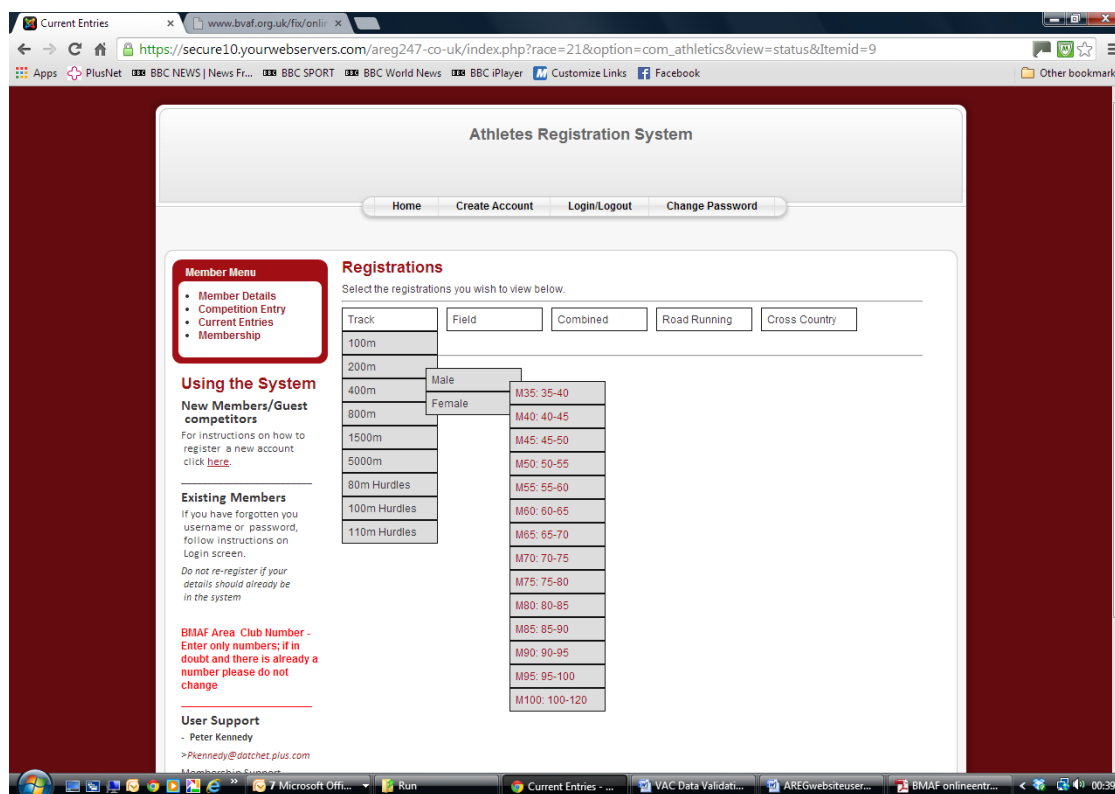 Current Entries
www.bvaf.org.uk/fix/onlin
https://secure10.yourwebservers.com/areg247-co-uk/index.php?race=21&option=com_athletics&view=status&Itemid=9
Apps PlusNet BBC NEWS | News Fr... BBC SPORT BBC World News BBC iPlayer Customize Links Facebook Other bookmark
Athletes Registration System
Home Create Account Login/Logout Change Password
Member Menu
• Member Details
• Competition Entry
• Current Entries
• Membership
Using the System
New Members/Guest
competitors
For instructions on how to
register a new account
click here.
Existing Members
If you have forgotten you
username or password,
follow instructions on
Login screen.
Do not re-register if your
details should already be
in the system
BMAF Area Club Number -
Enter only numbers; if in
doubt and there is already a
number please do not
change
User Support
- Peter Kennedy
>Pkennedy@datchet.plus.com
Membership Support
Registrations
Select the registrations you wish to view below.
Track Field Combined Road Running Cross Country
100m
200m
400m
800m
1500m
5000m
80m Hurdles
100m Hurdles
110m Hurdles
Male
Female
M35: 35-40
M40: 40-45
M45: 45-50
M50: 50-55
M55: 55-60
M60: 60-65
M65: 65-70
M70: 70-75
M75: 75-80
M80: 80-85
M85: 85-90
M90: 90-95
M95: 95-100
M100: 100-120
7 Microsoft Offi... Run Current Entries - ... VAC Data Validati... AREGwebsiteuser... BMAF onlineentr... 00:39